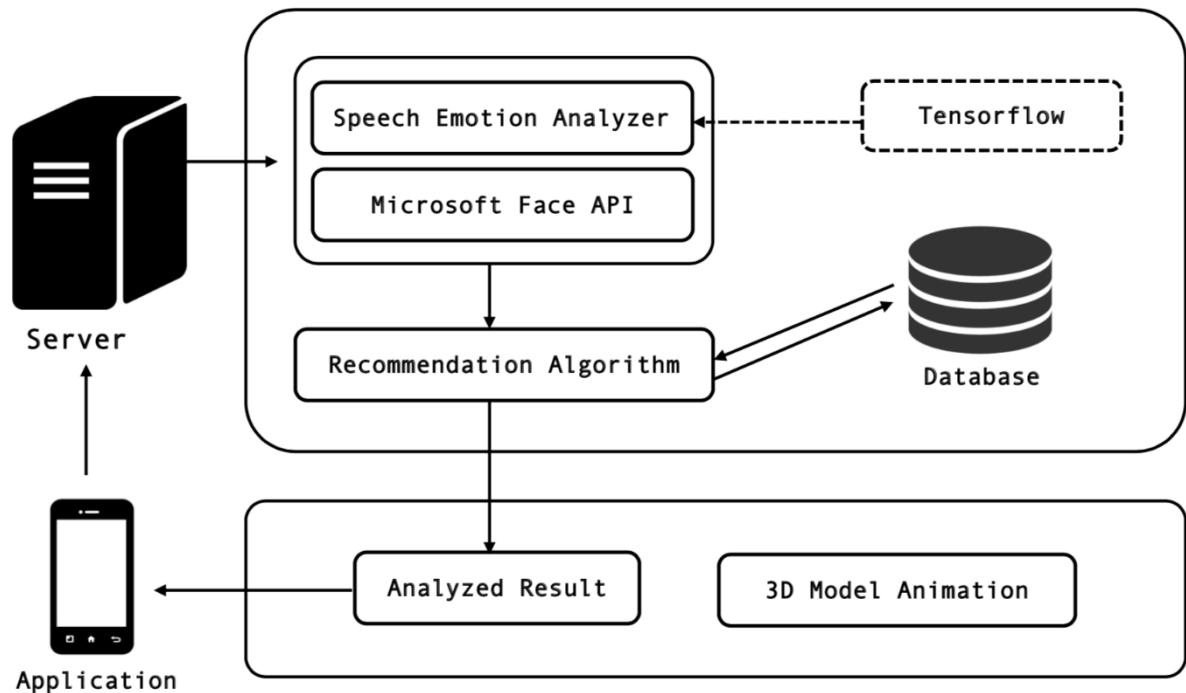 Speech Emotion Analyzer
Tensorflow
Microsoft Face API
Server
Recommendation Algorithm
Database
Analyzed Result
3D Model Animation
Application